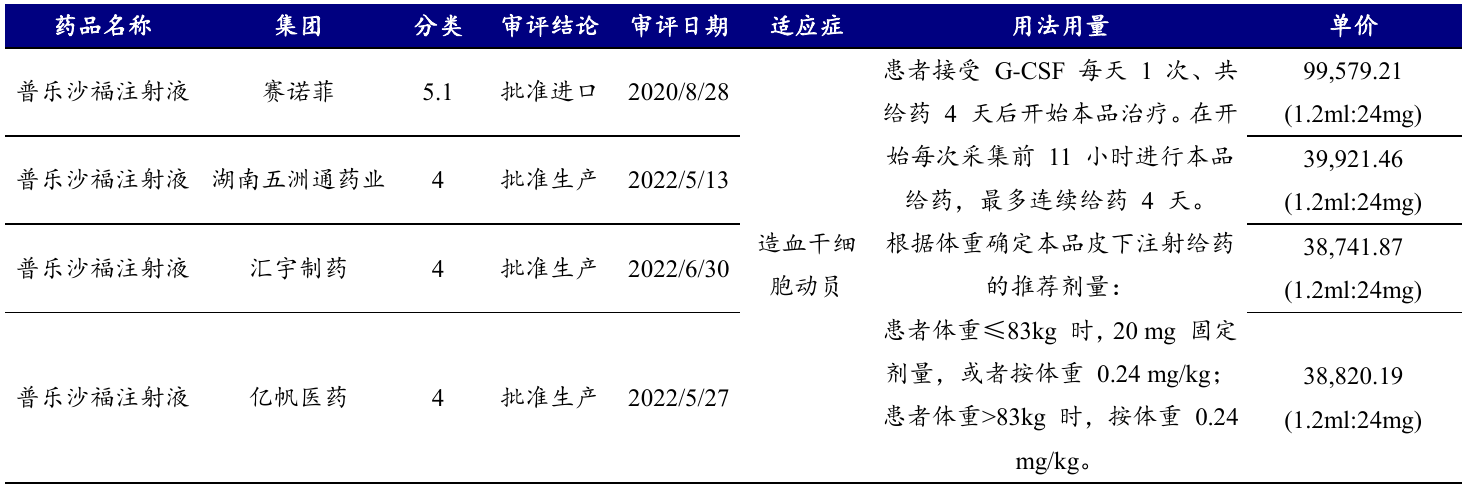 药品名称 集团 分类 审评结论 审评日期 适应症 用法用量 单价
普乐沙福注射液 赛诺菲 5.1 批准进口 2020/8/28
99,579.21
(1.2ml:24mg)
普乐沙福注射液 湖南五洲通药业 4 批准生产 2022/5/13
39,921.46
(1.2ml:24mg)
普乐沙福注射液 汇宇制药 4 批准生产 2022/6/30
38,741.87
(1.2ml:24mg)
普乐沙福注射液 亿帆医药 4 批准生产 2022/5/27
38,820.19
(1.2ml:24mg)
造血干细
胞动员
患者接受 G-CSF 每天 1 次、共
给药 4 天后开始本品治疗。在开
始每次采集前 11 小时进行本品
给药，最多连续给药 4 天。
根据体重确定本品皮下注射给药
的推荐剂量：
患者体重≤83kg 时，20 mg 固定
剂量，或者按体重 0.24 mg/kg；
患者体重>83kg 时，按体重 0.24
mg/kg。